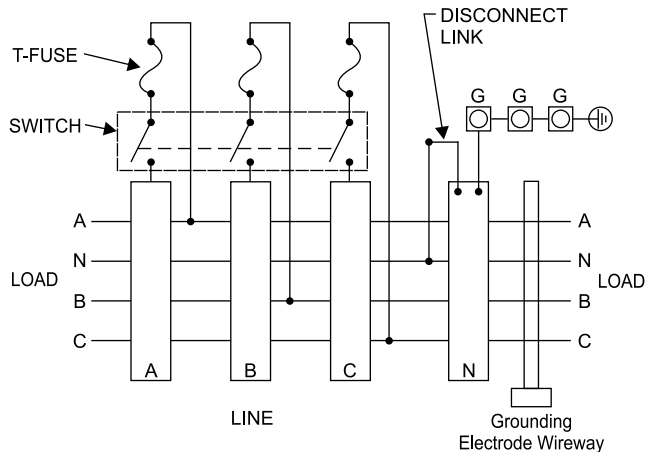 DISCONNECT
LINK
T-FUSE
G G G
SWITCH
A A
N N
LOAD LOAD
B B
C C
A B C N
LINE
Grounding
Electrode Wireway